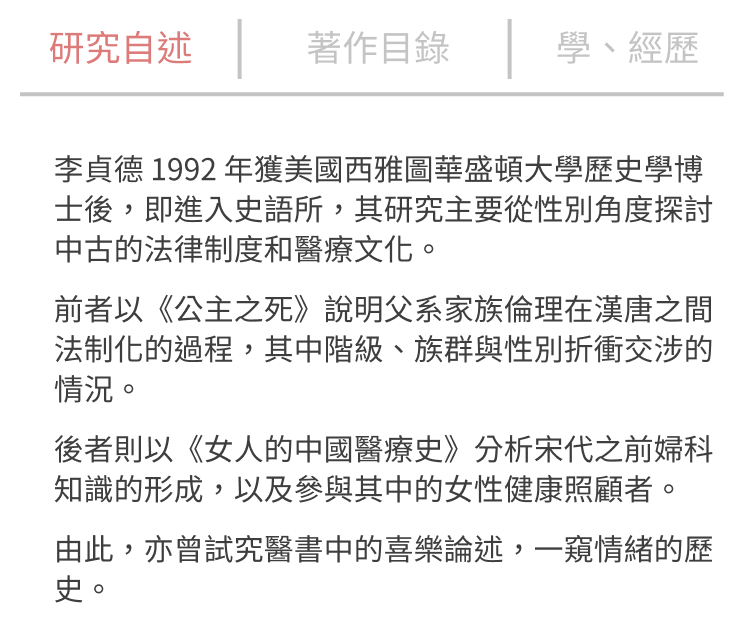 研究自述
著作目錄
學、經歷
李貞德 1992 年獲美國西雅圖華盛頓大學歷史學博
士後，即進入史語所，其研究主要從性別角度探討
中古的法律制度和醫療文化。
前者以《公主之死》說明父系家族倫理在漢唐之間
法制化的過程，其中階級、族群與性別折衝交涉的
情況。
後者則以《女人的中國醫療史》分析宋代之前婦科
知識的形成，以及參與其中的女性健康照顧者。
由此，亦曾試究醫書中的喜樂論述，一窺情緒的歷
史。